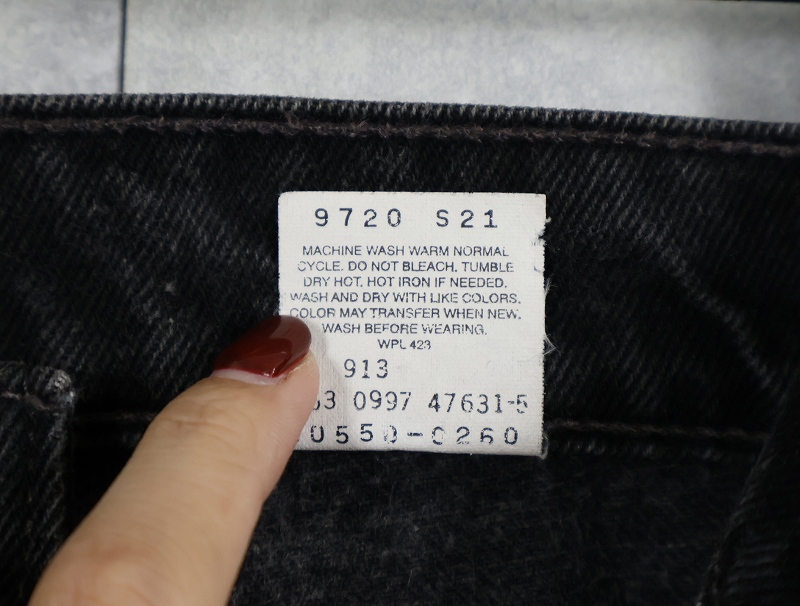 9720 S21
MACHINE WASH WARM NORMAL
CYCLE. DO NOT BLEACH. TUMBLE
DRY HOT. HOT IRON IF NEEDED.
WASH AND DRY WITH LIKE COLORS.
COLOR MAY TRANSFER WHEN NEW.
WASH BEFORE WEARING.
WPL 423
913
0997 47631-5
0550-0260